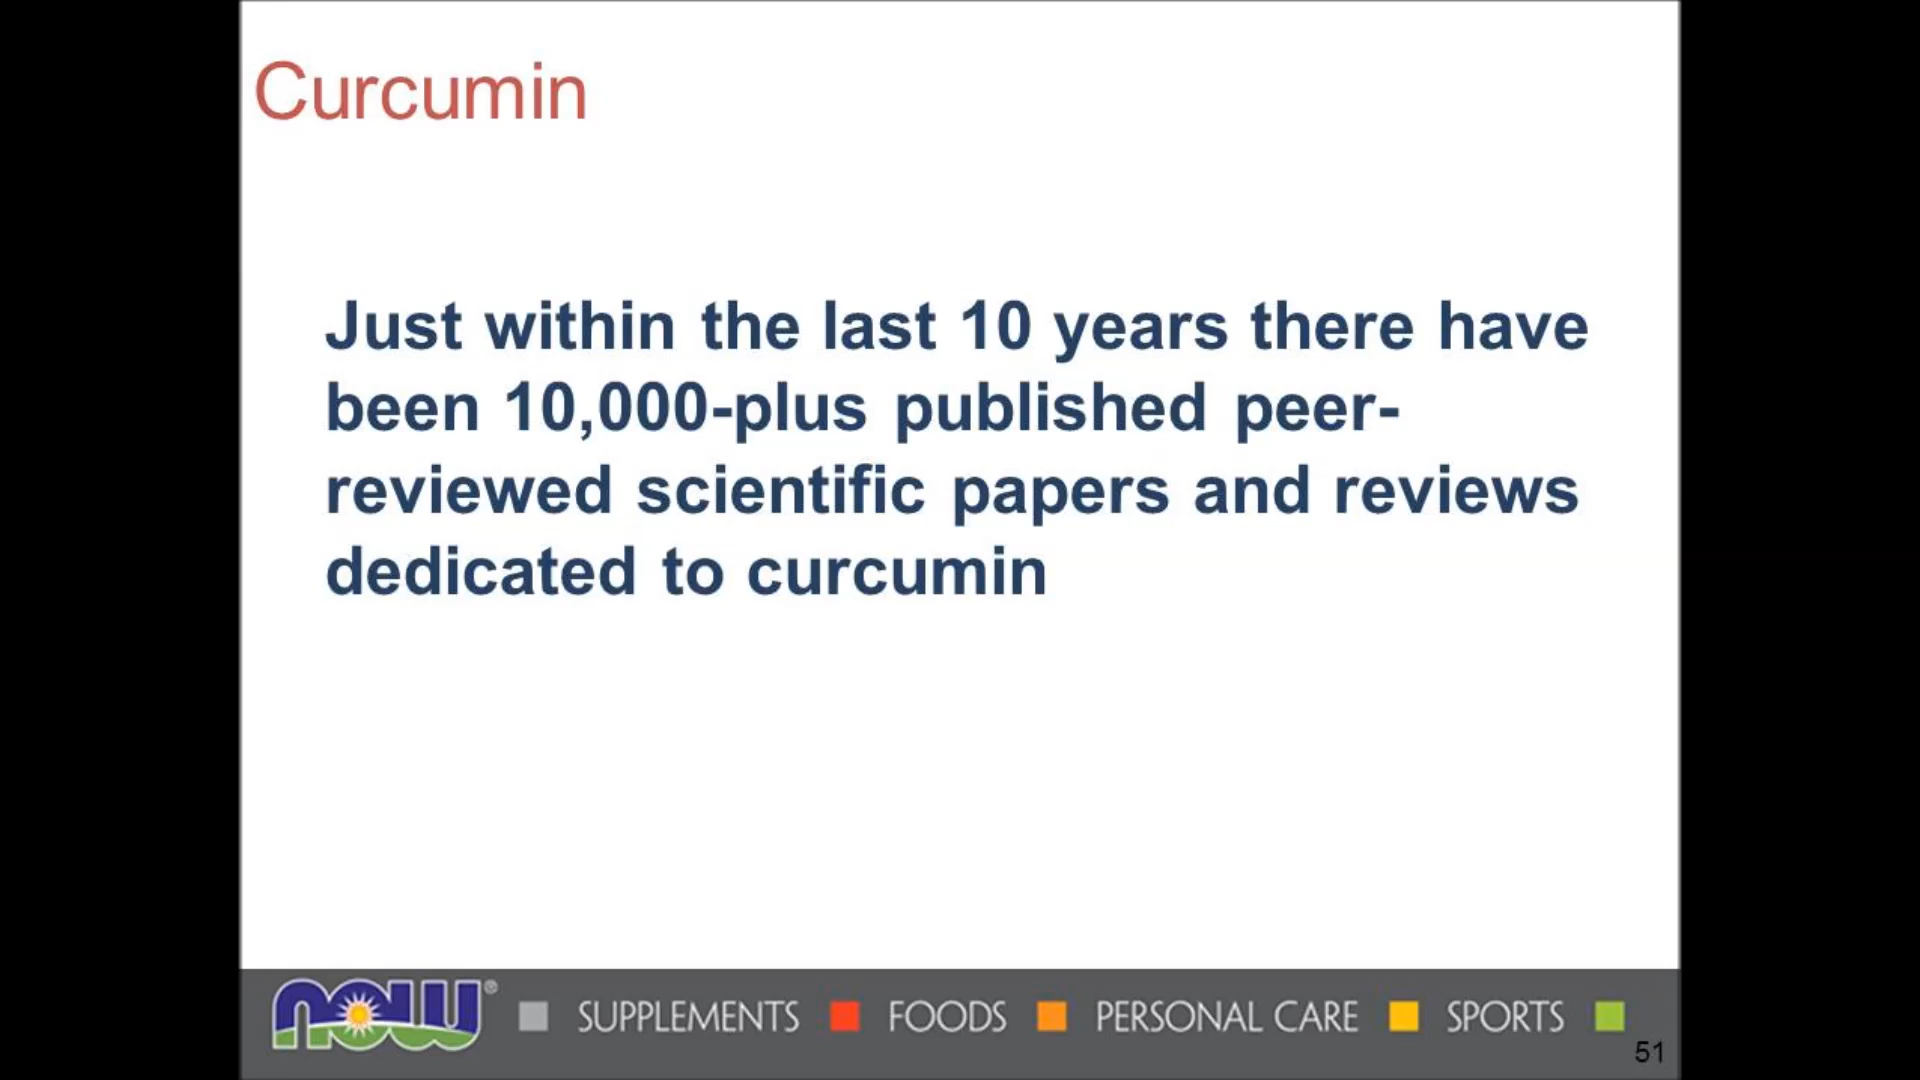 Curcumin
Just within the last 10 years there have
been 10,000-plus published peer-
reviewed scientific papers and reviews
dedicated to curcumin
NOW® SUPPLEMENTS FOODS PERSONAL CARE SPORTS
51